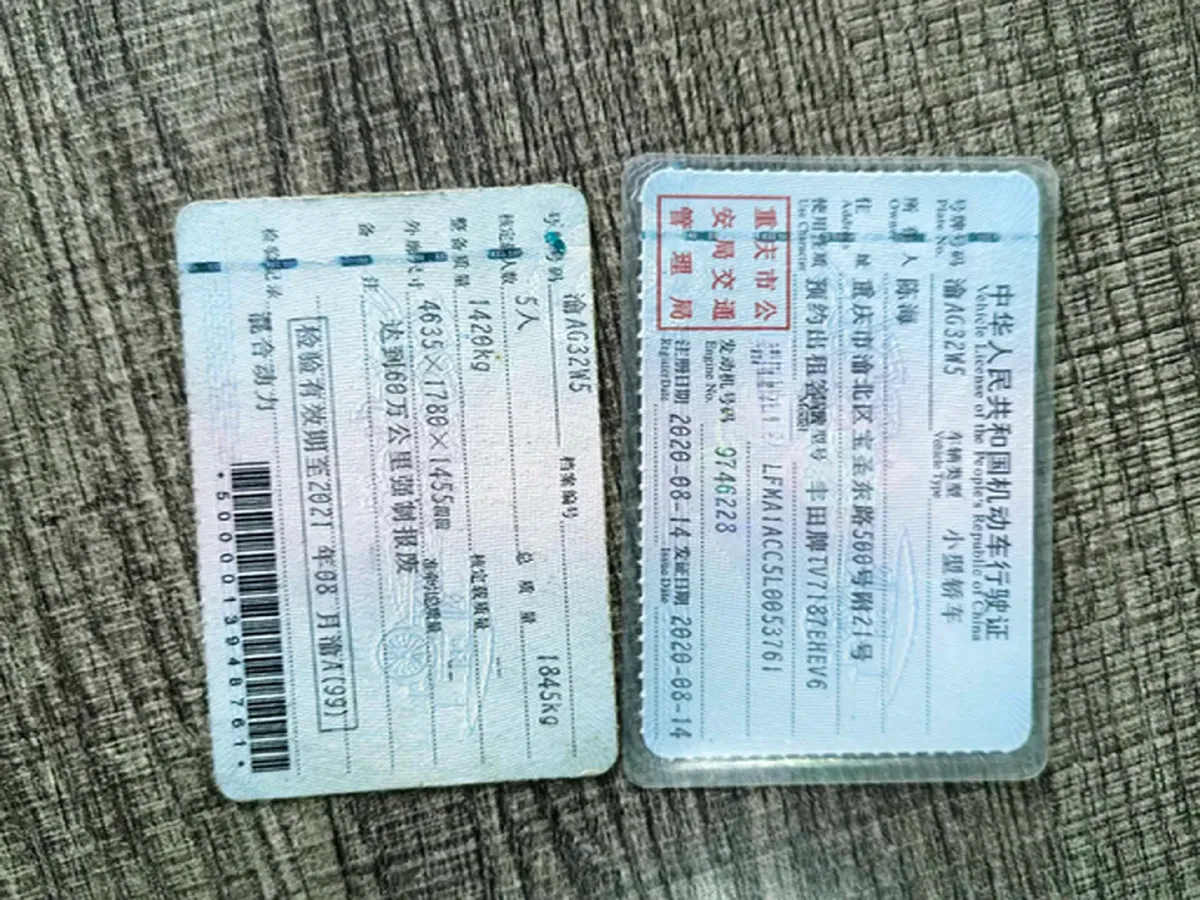 中华人民共和国机动车行驶证
Vehicle License of the People's Republic of China
号牌号码 渝AG32W5 车辆类型 小型轿车
Plate No. Vehicle Type
所有人 陈海
Owner
住址 重庆市渝北区宝圣东路500号附21号
Address
使用性质 预约出租客运 品牌型号 丰田牌TV7187EHEV6
Use Character
重庆市公
安局交通
管理局
LFMA1ACC5L0053761
发动机号码 9746228
Engine No.
注册日期 2020-08-14 发证日期 2020-08-14
Register Date Issue Date
号牌号码 渝AG32W5 档案编号
核定载人数 5人 总质量 1845kg
整备质量 1420kg 核定载质量 --
外廓尺寸 4635×1780×1455mm 准牵引总质量 --
备注 达到60万公里强制报废
检验有效期至2021年08月渝A(99)
检验记录 混合动力
*5000013948761*